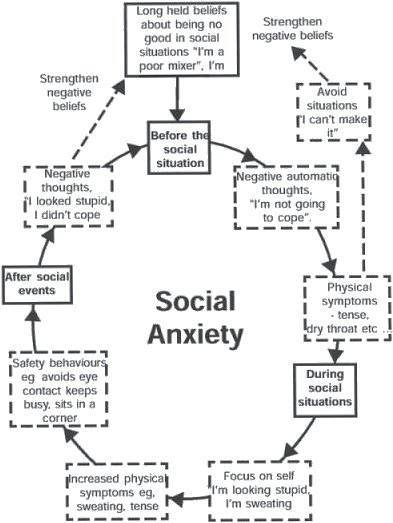 Long held beliefs
about being no
good in social
situations "I'm a
poor mixer", I'm
Strengthen
negative beliefs
Strengthen
negative
beliefs
Avoid
situations
"I can't make
it"
Before the
social
situation
Negative
thoughts,
"I looked stupid,
I didn't cope
Negative automatic
thoughts,
"I'm not going
to cope".
After social
events
Social
Anxiety
Physical
symptoms
- tense,
dry throat etc ...
During
social
situations
Safety behaviours
eg avoids eye
contact keeps
busy, sits in a
corner
Increased physical
symptoms eg,
sweating, tense
Focus on self
I'm looking stupid,
I'm sweating